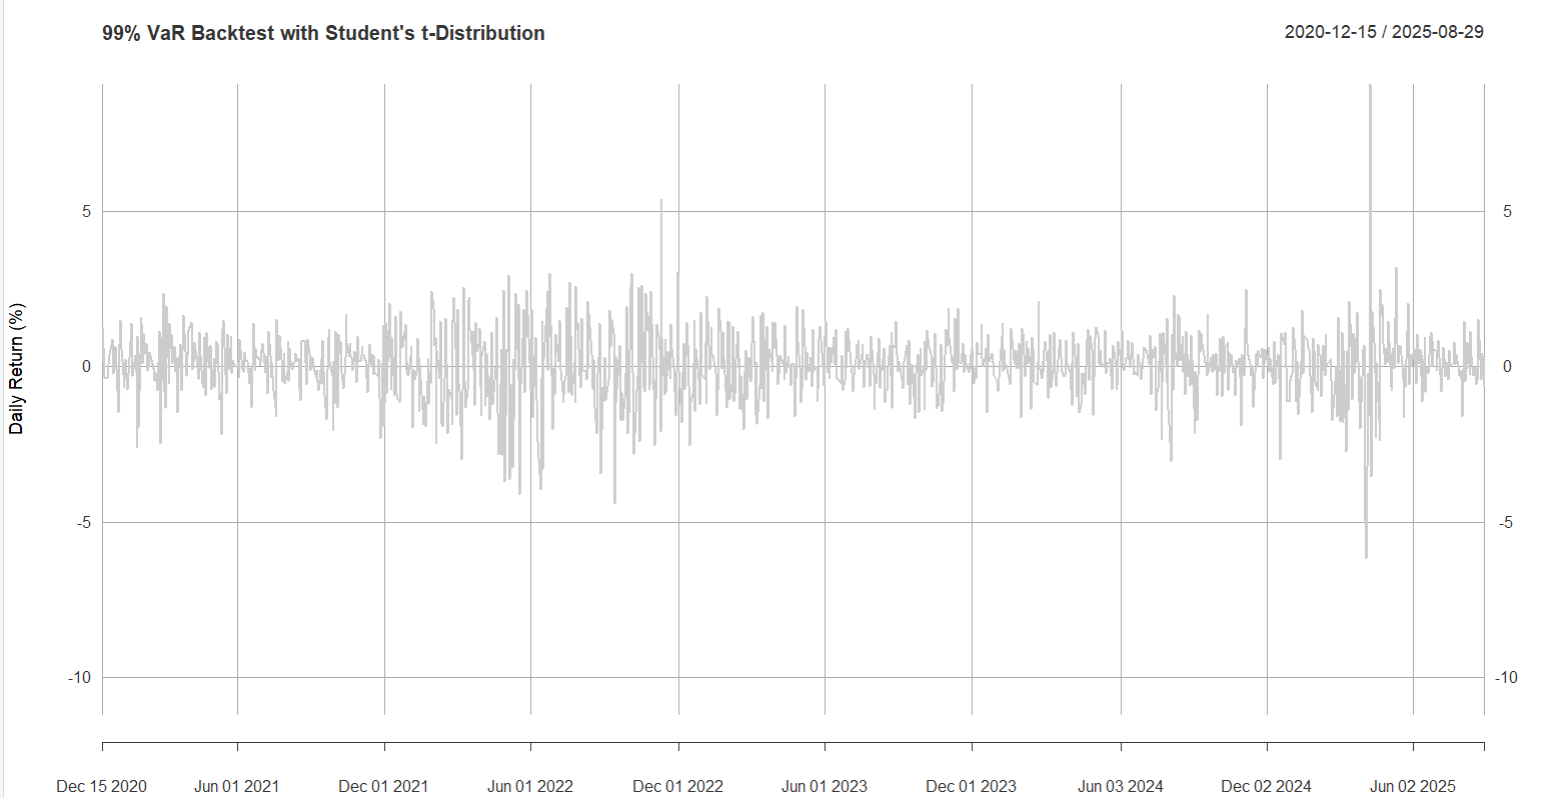 99% VaR Backtest with Student's t-Distribution
2020-12-15 / 2025-08-29
Daily Return (%)
5
5
0
0
-5
-5
-10
-10
Dec 15 2020
Jun 01 2021
Dec 01 2021
Jun 01 2022
Dec 01 2022
Jun 01 2023
Dec 01 2023
Jun 03 2024
Dec 02 2024
Jun 02 2025